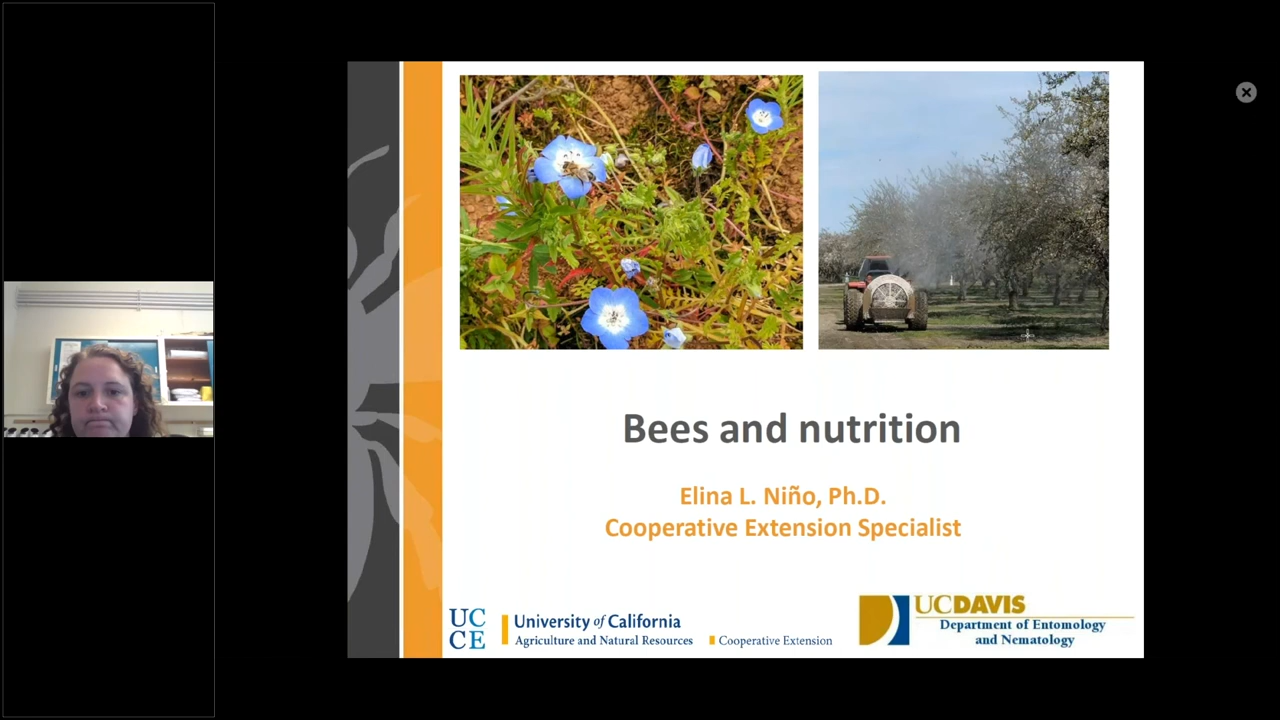 Bees and nutrition
Elina L. Niño, Ph.D.
Cooperative Extension Specialist
UC
CE
University of California
Agriculture and Natural Resources
Cooperative Extension
UCDAVIS
Department of Entomology
and Nematology